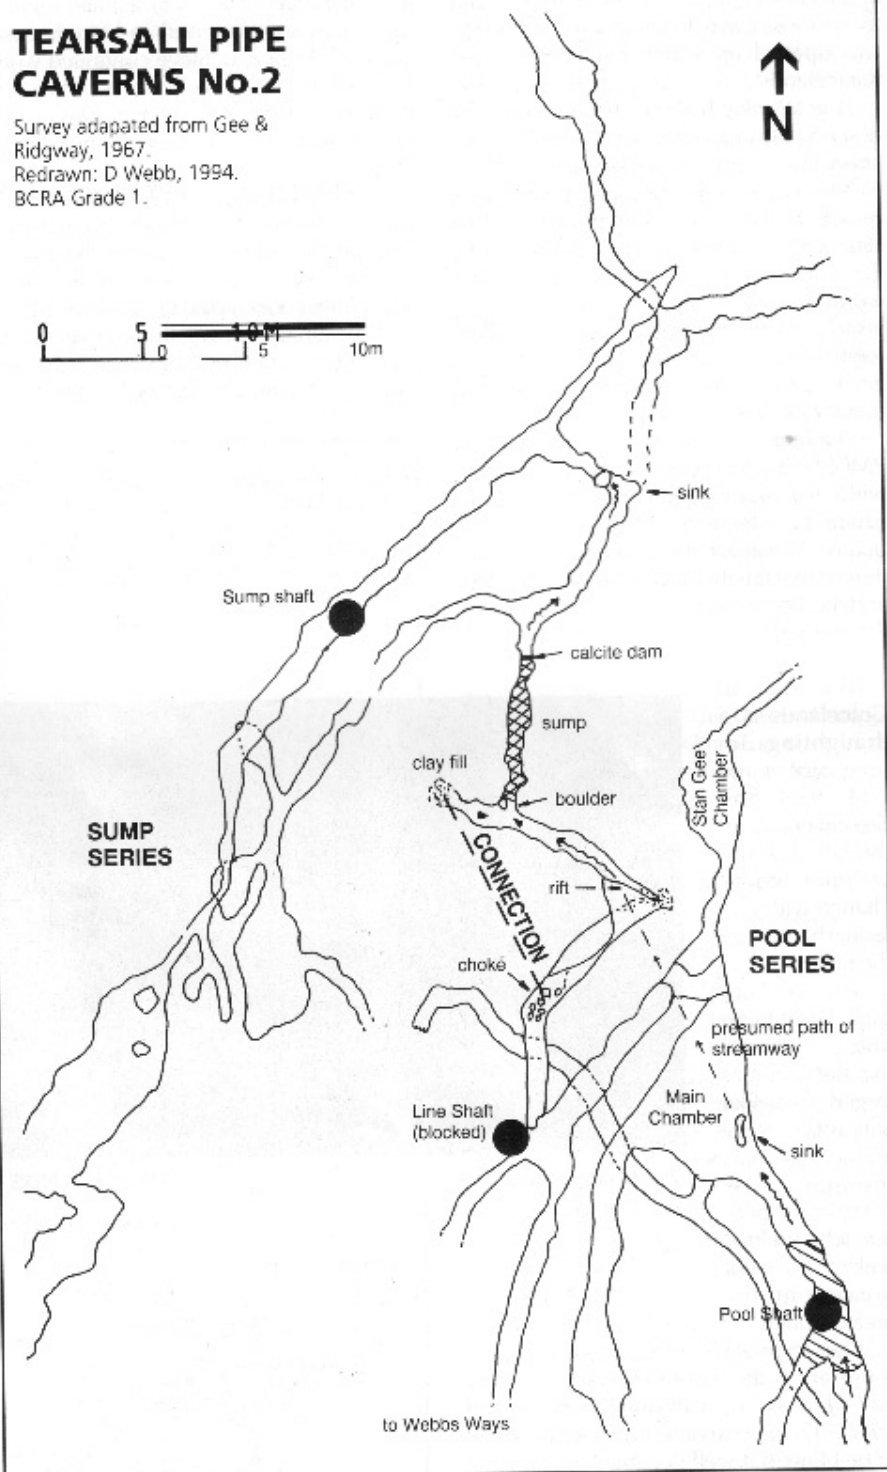 TEARSALL PIPE
CAVERNS No.2
Survey adapated from Gee &
Ridgway, 1967.
Redrawn: D Webb, 1994.
BCRA Grade 1.
N
0 5 10M
0 5 10m
sink
Sump shaft
calcite dam
sump
clay fill
boulder
Stan Gee
Chamber
SUMP
SERIES
CONNECTION
rift
POOL
SERIES
choke
presumed path of
streamway
Main
Chamber
Line Shaft
(blocked)
sink
Pool Shaft
to Webbs Ways